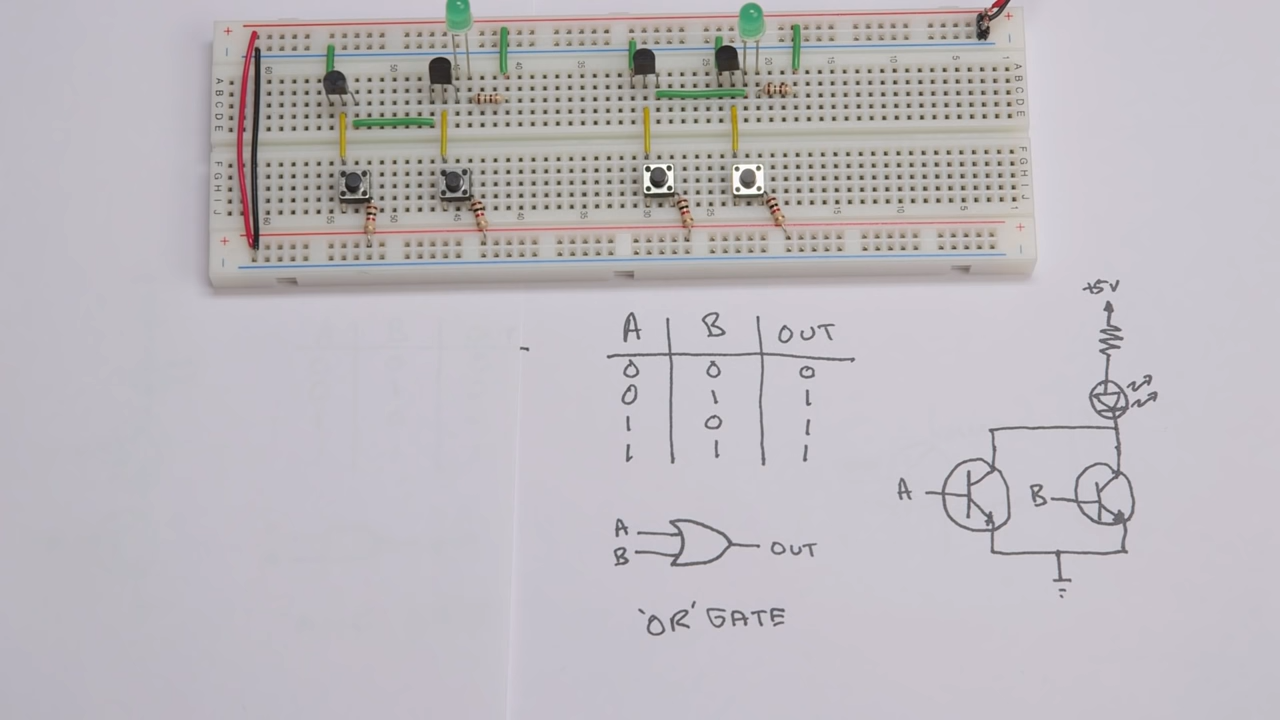 A B OUT
0 0 0
0 1 1
1 0 1
1 1 1
A
B OUT
'OR' GATE
+5V
A B